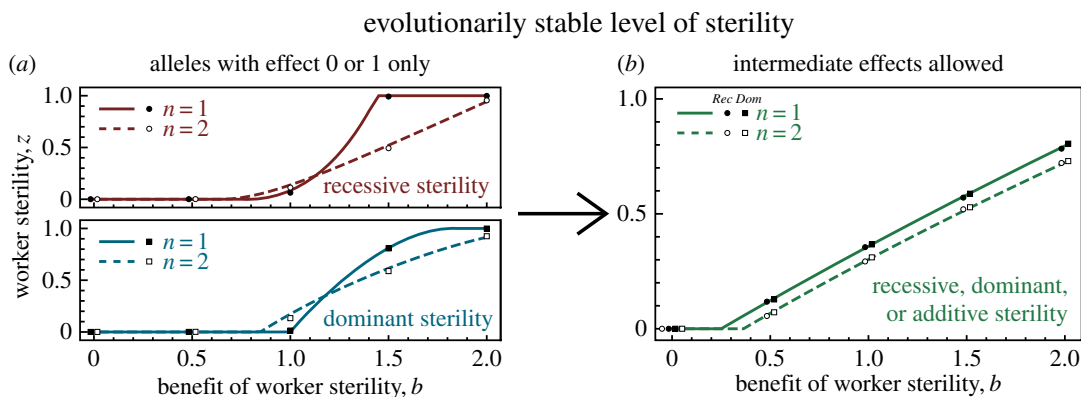 evolutionarily stable level of sterility
(a) alleles with effect 0 or 1 only
1.0
0.5
0
n = 1
n = 2
recessive sterility
1.0
0.5
0
n = 1
n = 2
dominant sterility
worker sterility, z
0 0.5 1.0 1.5 2.0
benefit of worker sterility, b
(b) intermediate effects allowed
1.0
0.5
0
Rec Dom
n = 1
n = 2
recessive, dominant,
or additive sterility
0 0.5 1.0 1.5 2.0
benefit of worker sterility, b